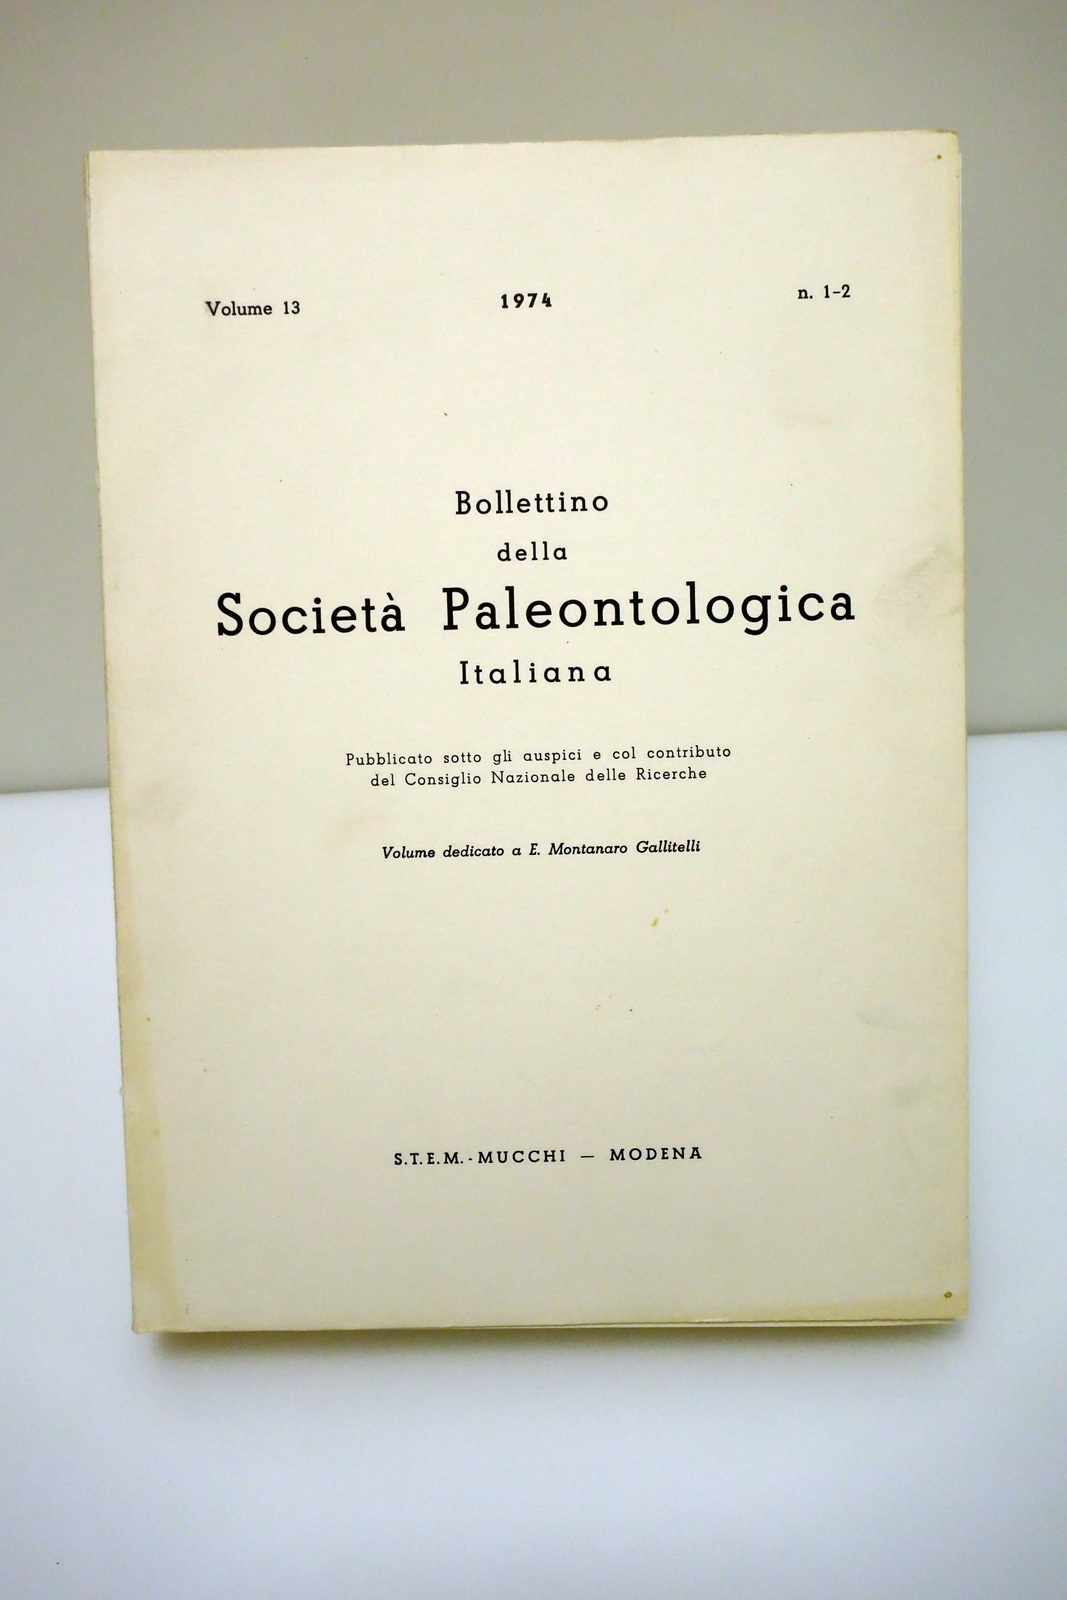 Volume 13 1974 n. 1-2
Bollettino
della
Società Paleontologica
Italiana
Pubblicato sotto gli auspici e col contributo
del Consiglio Nazionale delle Ricerche
Volume dedicato a E. Montanaro Gallitelli
S.T.E.M. - MUCCHI — MODENA